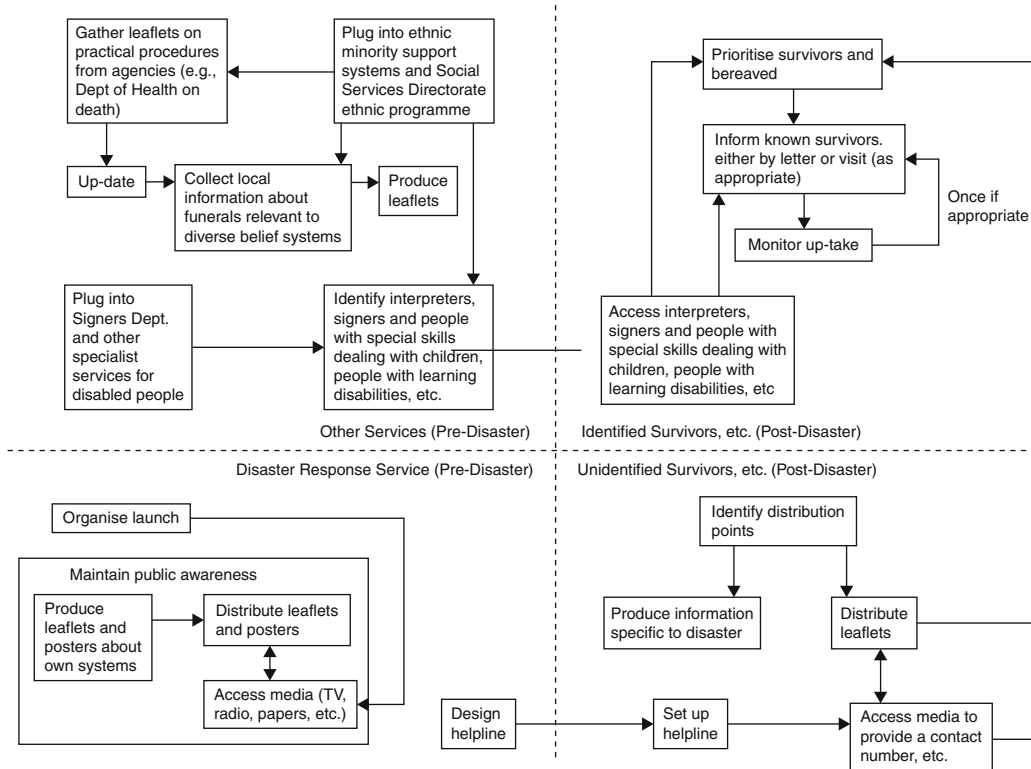 Gather leaflets on
practical procedures
from agencies (e.g.,
Dept of Health on
death)
Plug into ethnic
minority support
systems and Social
Services Directorate
ethnic programme
Up-date
Collect local
information about
funerals relevant to
diverse belief systems
Produce
leaflets
Plug into
Signers Dept.
and other
specialist
services for
disabled people
Identify interpreters,
signers and people
with special skills
dealing with children,
people with learning
disabilities, etc.
Other Services (Pre-Disaster)
Prioritise survivors and
bereaved
Inform known survivors.
either by letter or visit (as
appropriate)
Once if
appropriate
Monitor up-take
Access interpreters,
signers and people with
special skills dealing with
children, people with
learning disabilities, etc
Identified Survivors, etc. (Post-Disaster)
Disaster Response Service (Pre-Disaster)
Organise launch
Maintain public awareness
Produce
leaflets and
posters about
own systems
Distribute leaflets
and posters
Access media (TV,
radio, papers, etc.)
Design
helpline
Unidentified Survivors, etc. (Post-Disaster)
Identify distribution
points
Produce information
specific to disaster
Distribute
leaflets
Set up
helpline
Access media to
provide a contact
number, etc.